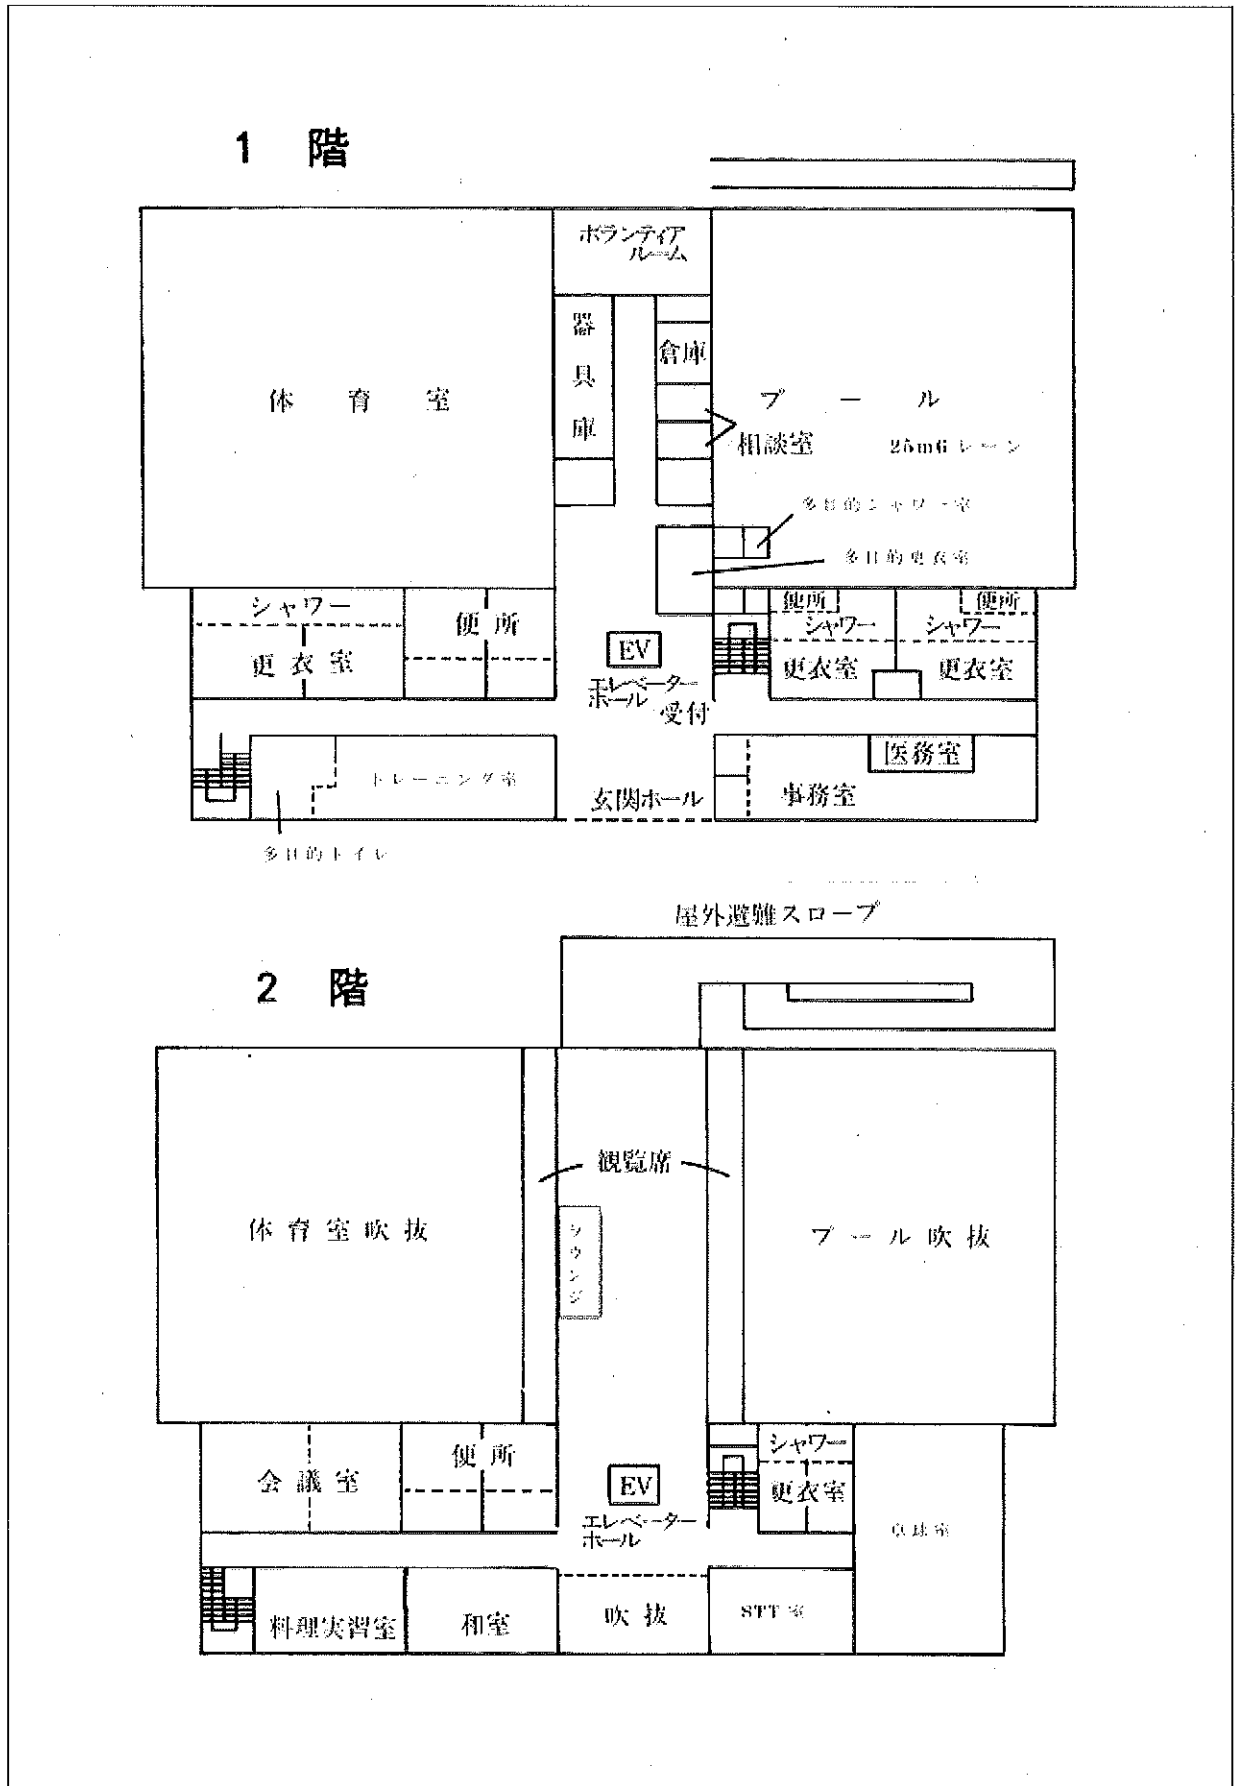 1 階
ボランティア
ルーム
器具庫
倉庫
体育室
プール
相談室
25m6レーン
多目的シャワー室
多目的更衣室
シャワー
便所
更衣室
便所
シャワー
更衣室
便所
シャワー
更衣室
EV
エレベーター
ホール
受付
医務室
トレーニング室
玄関ホール
事務室
多目的トイレ
屋外避難スロープ
2 階
観覧席
体育室吹抜
ラウンジ
プール吹抜
会議室
便所
シャワー
更衣室
EV
エレベーター
ホール
卓球室
料理実習室
和室
吹抜
STT室